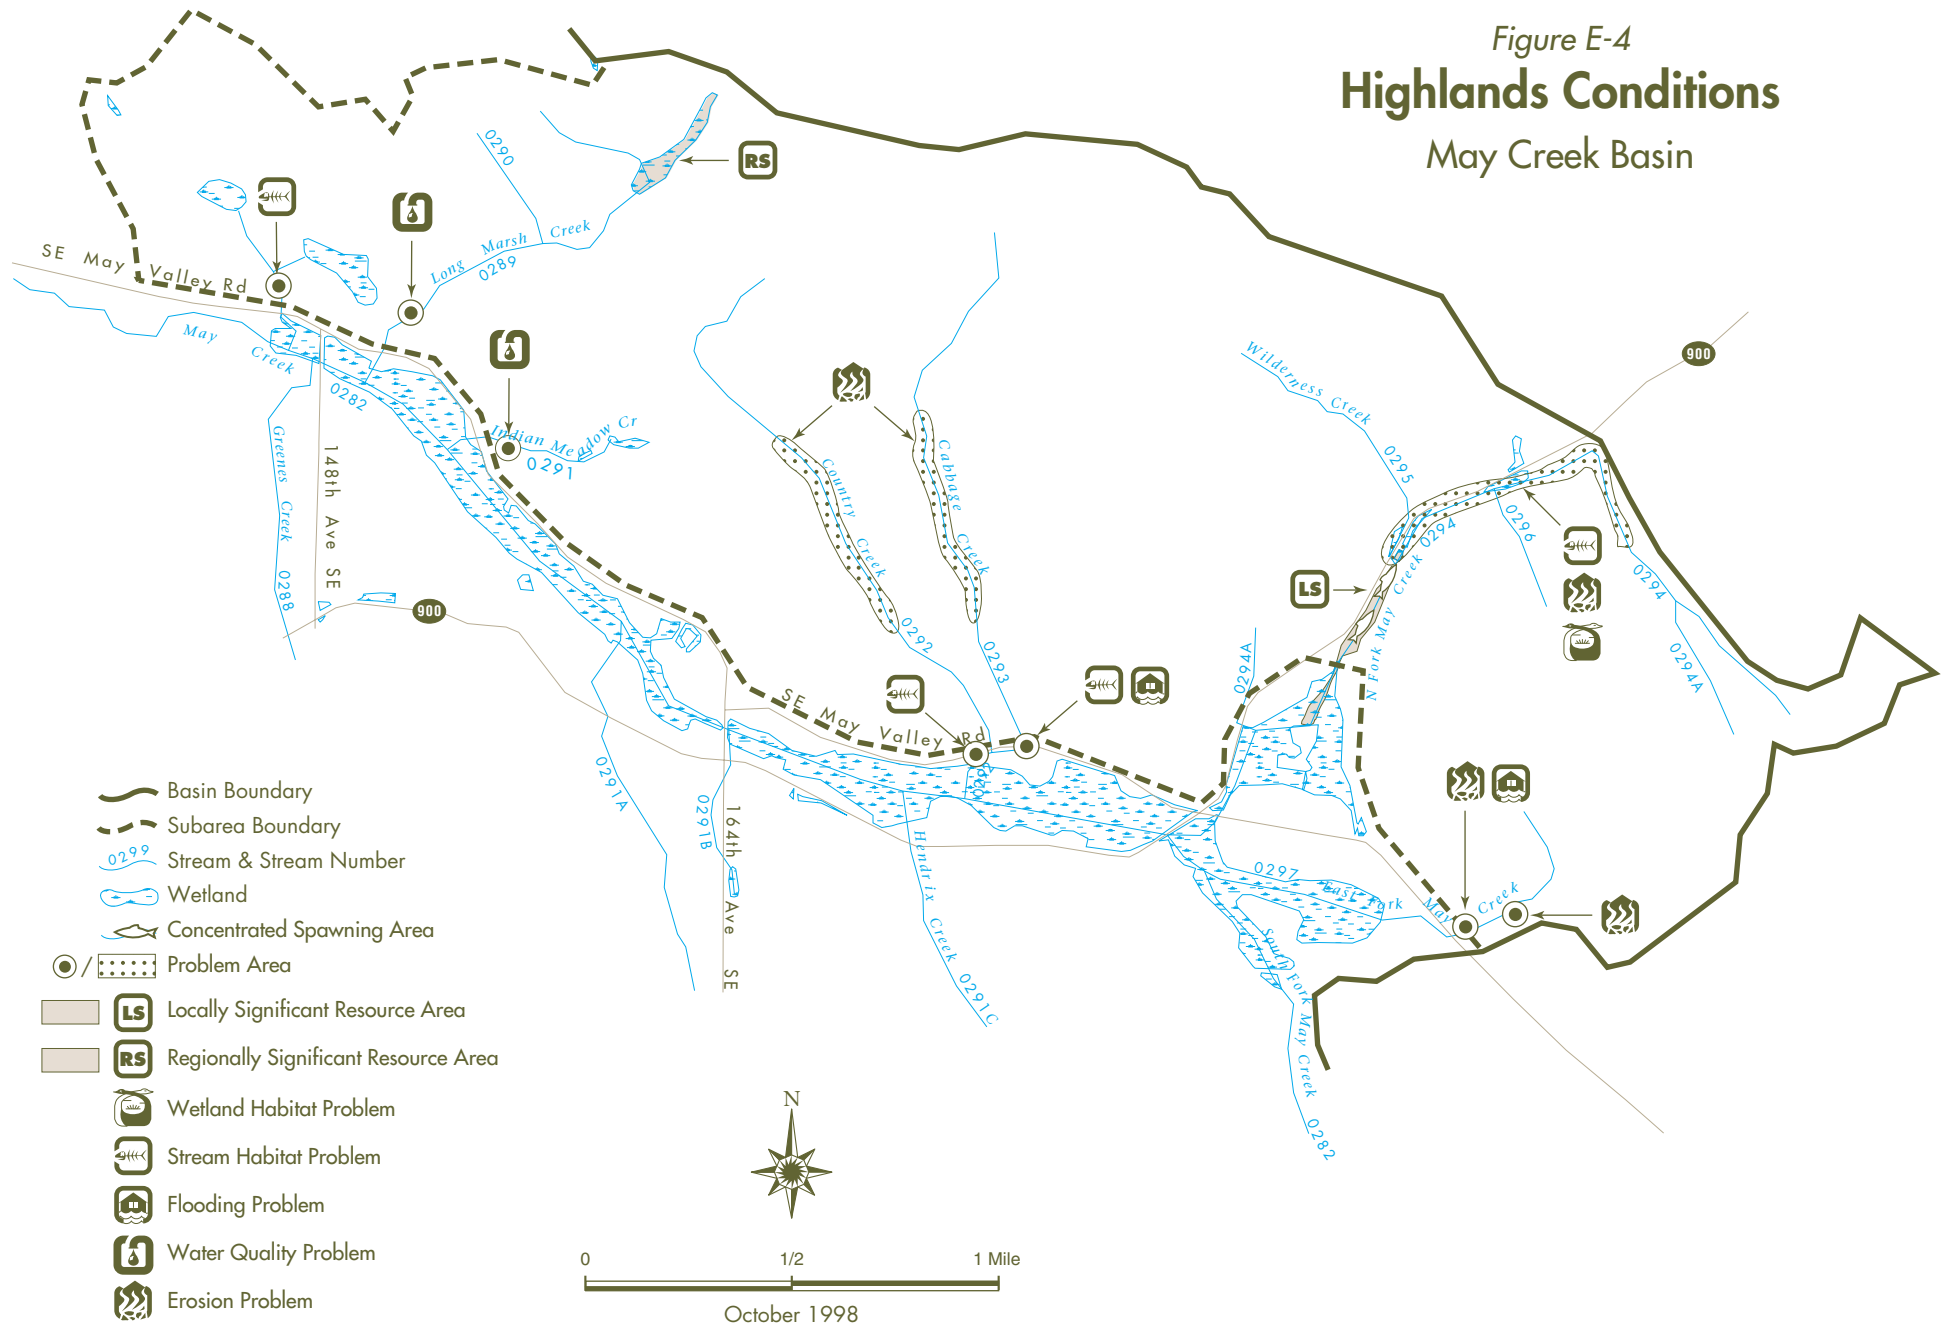 Figure E-4
Highlands Conditions
May Creek Basin
0290
RS
Long Marsh Creek
0289
SE May Valley Rd
May Creek
0282
Greenes Creek 0288
148th Ave SE
Indian Meadow Cr
0291
900
Country Creek
0292
Cabbage Creek
0293
Wilderness Creek
0295
900
0294
0296
LS
N Fork May Creek
0294
0294A
0294A
SE May Valley Rd
0292
0291A
0291B
164th Ave SE
Hendrix Creek 0291C
0297
East Fork May Creek
South Fork May Creek 0282
Basin Boundary
Subarea Boundary
0299
Stream & Stream Number
Wetland
Concentrated Spawning Area
/
Problem Area
LS
Locally Significant Resource Area
RS
Regionally Significant Resource Area
Wetland Habitat Problem
Stream Habitat Problem
Flooding Problem
Water Quality Problem
Erosion Problem
N
0 1/2 1 Mile
October 1998